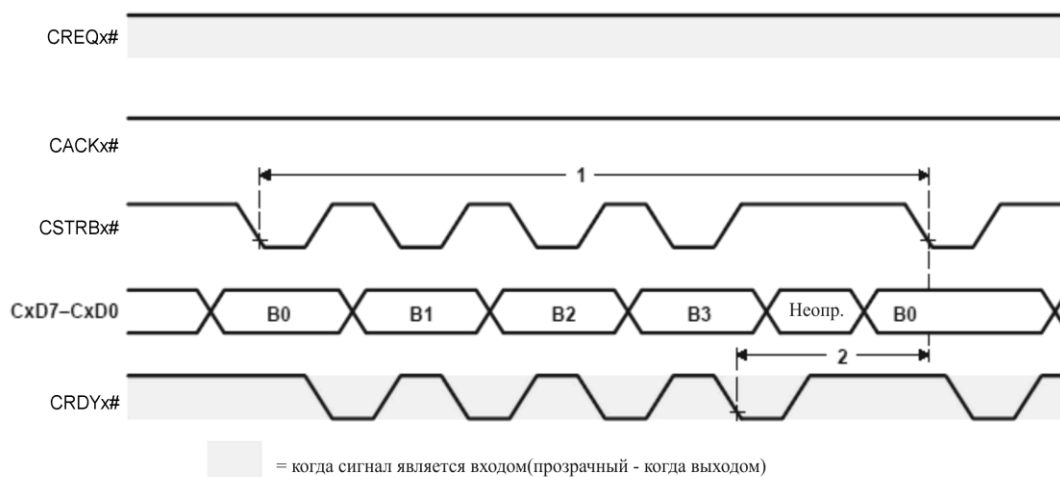 CREQx#
CACKx#
1
CSTRBx#
CxD7–CxD0 B0 B1 B2 B3 Неопр. B0
2
CRDYx#
= когда сигнал является входом(прозрачный - когда выходом)